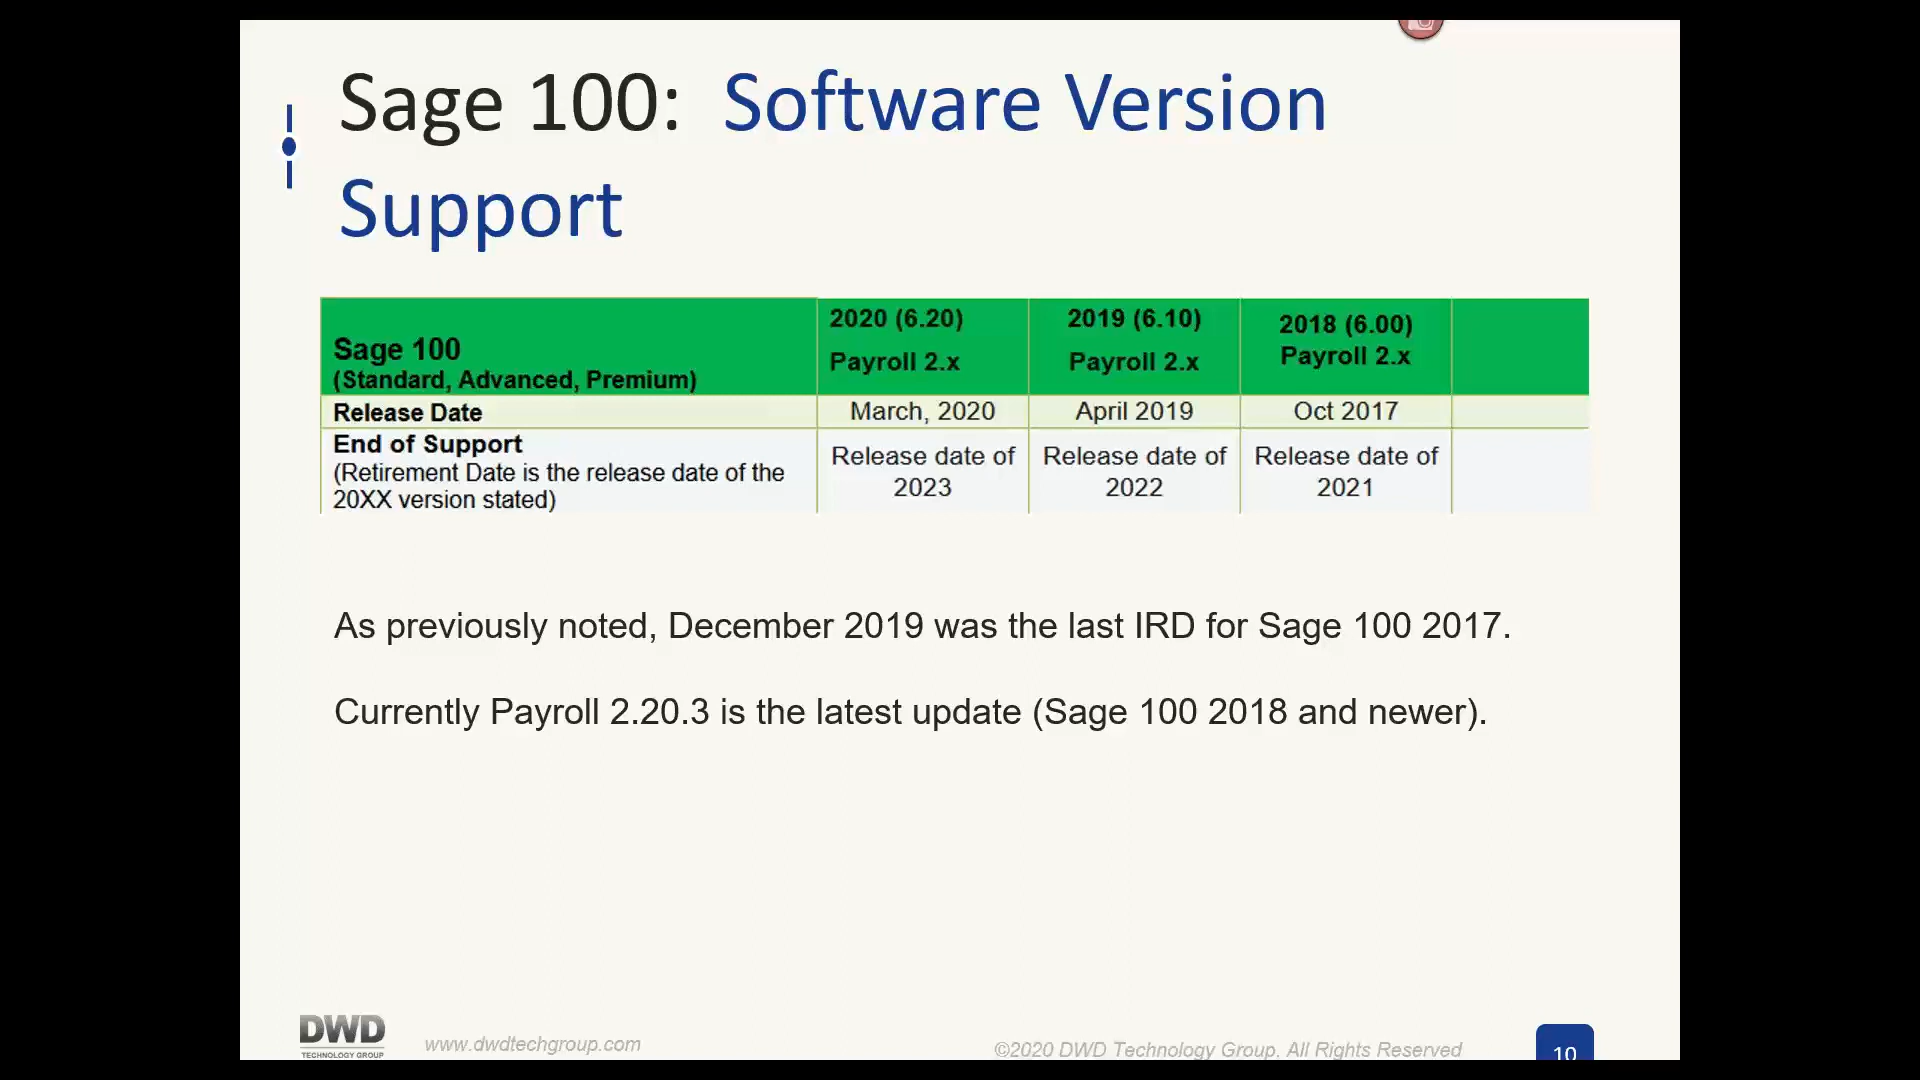 Sage 100: Software Version
Support
Sage 100
(Standard, Advanced, Premium)
2020 (6.20)
Payroll 2.x
2019 (6.10)
Payroll 2.x
2018 (6.00)
Payroll 2.x
Release Date
March, 2020
April 2019
Oct 2017
End of Support
(Retirement Date is the release date of the
20XX version stated)
Release date of
2023
Release date of
2022
Release date of
2021
As previously noted, December 2019 was the last IRD for Sage 100 2017.
Currently Payroll 2.20.3 is the latest update (Sage 100 2018 and newer).
DWD
TECHNOLOGY GROUP
www.dwdtechgroup.com
©2020 DWD Technology Group, All Rights Reserved
10